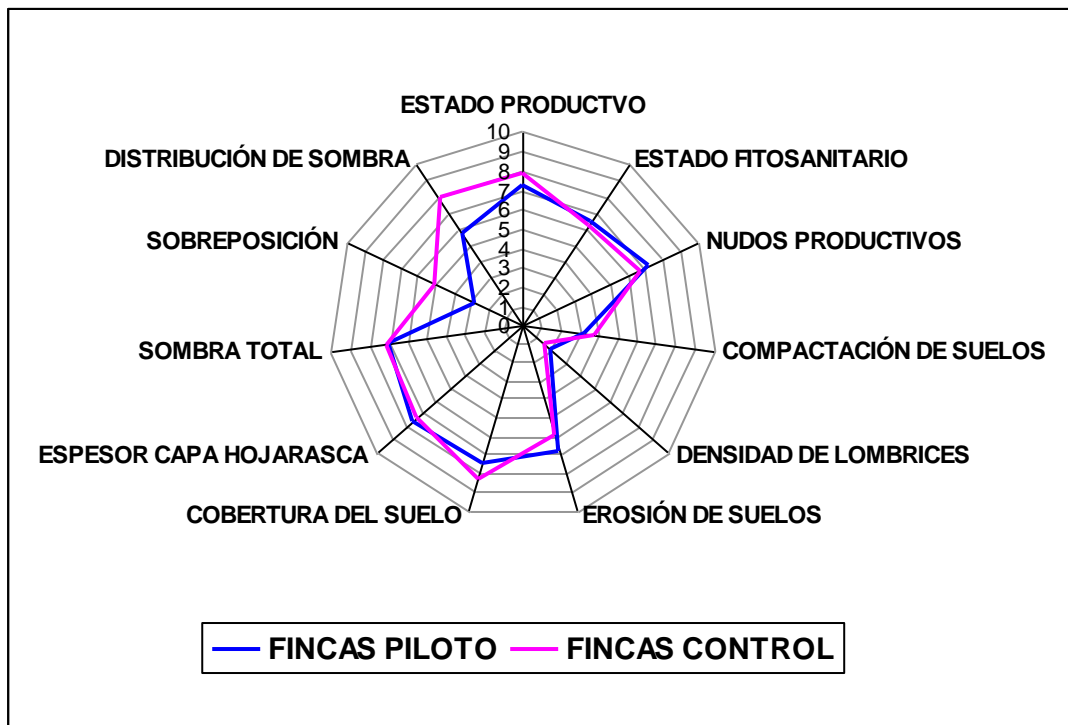 ESTADO PRODUCTVO
10
9
8
7
6
5
4
3
2
1
0
DISTRIBUCIÓN DE SOMBRA
ESTADO FITOSANITARIO
SOBREPOSICIÓN
NUDOS PRODUCTIVOS
SOMBRA TOTAL
COMPACTACIÓN DE SUELOS
ESPESOR CAPA HOJARASCA
DENSIDAD DE LOMBRICES
COBERTURA DEL SUELO
EROSIÓN DE SUELOS
FINCAS PILOTO
FINCAS CONTROL